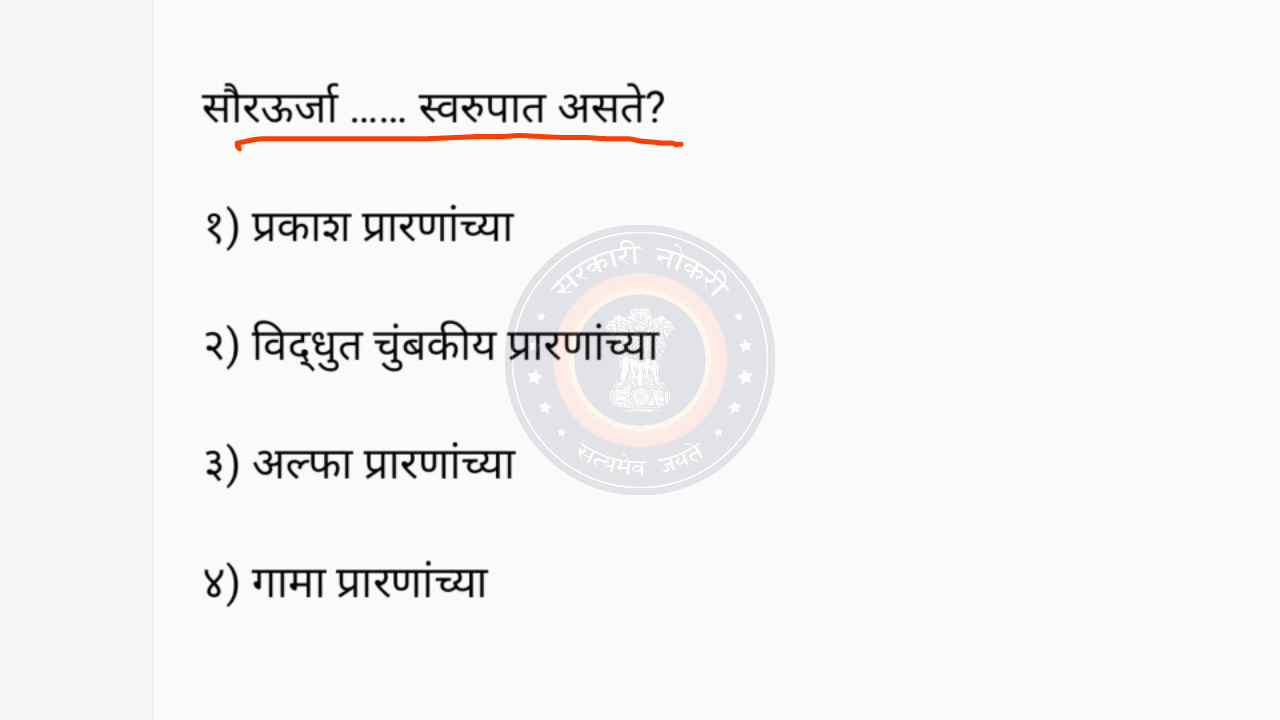 सौरऊर्जा ...... स्वरुपात असते?
१) प्रकाश प्रारणांच्या
सरकारी नोकरी
२) विद्धुत चुंबकीय प्रारणांच्या
३) अल्फा प्रारणांच्या
सत्यमेव जयते
४) गामा प्रारणांच्या